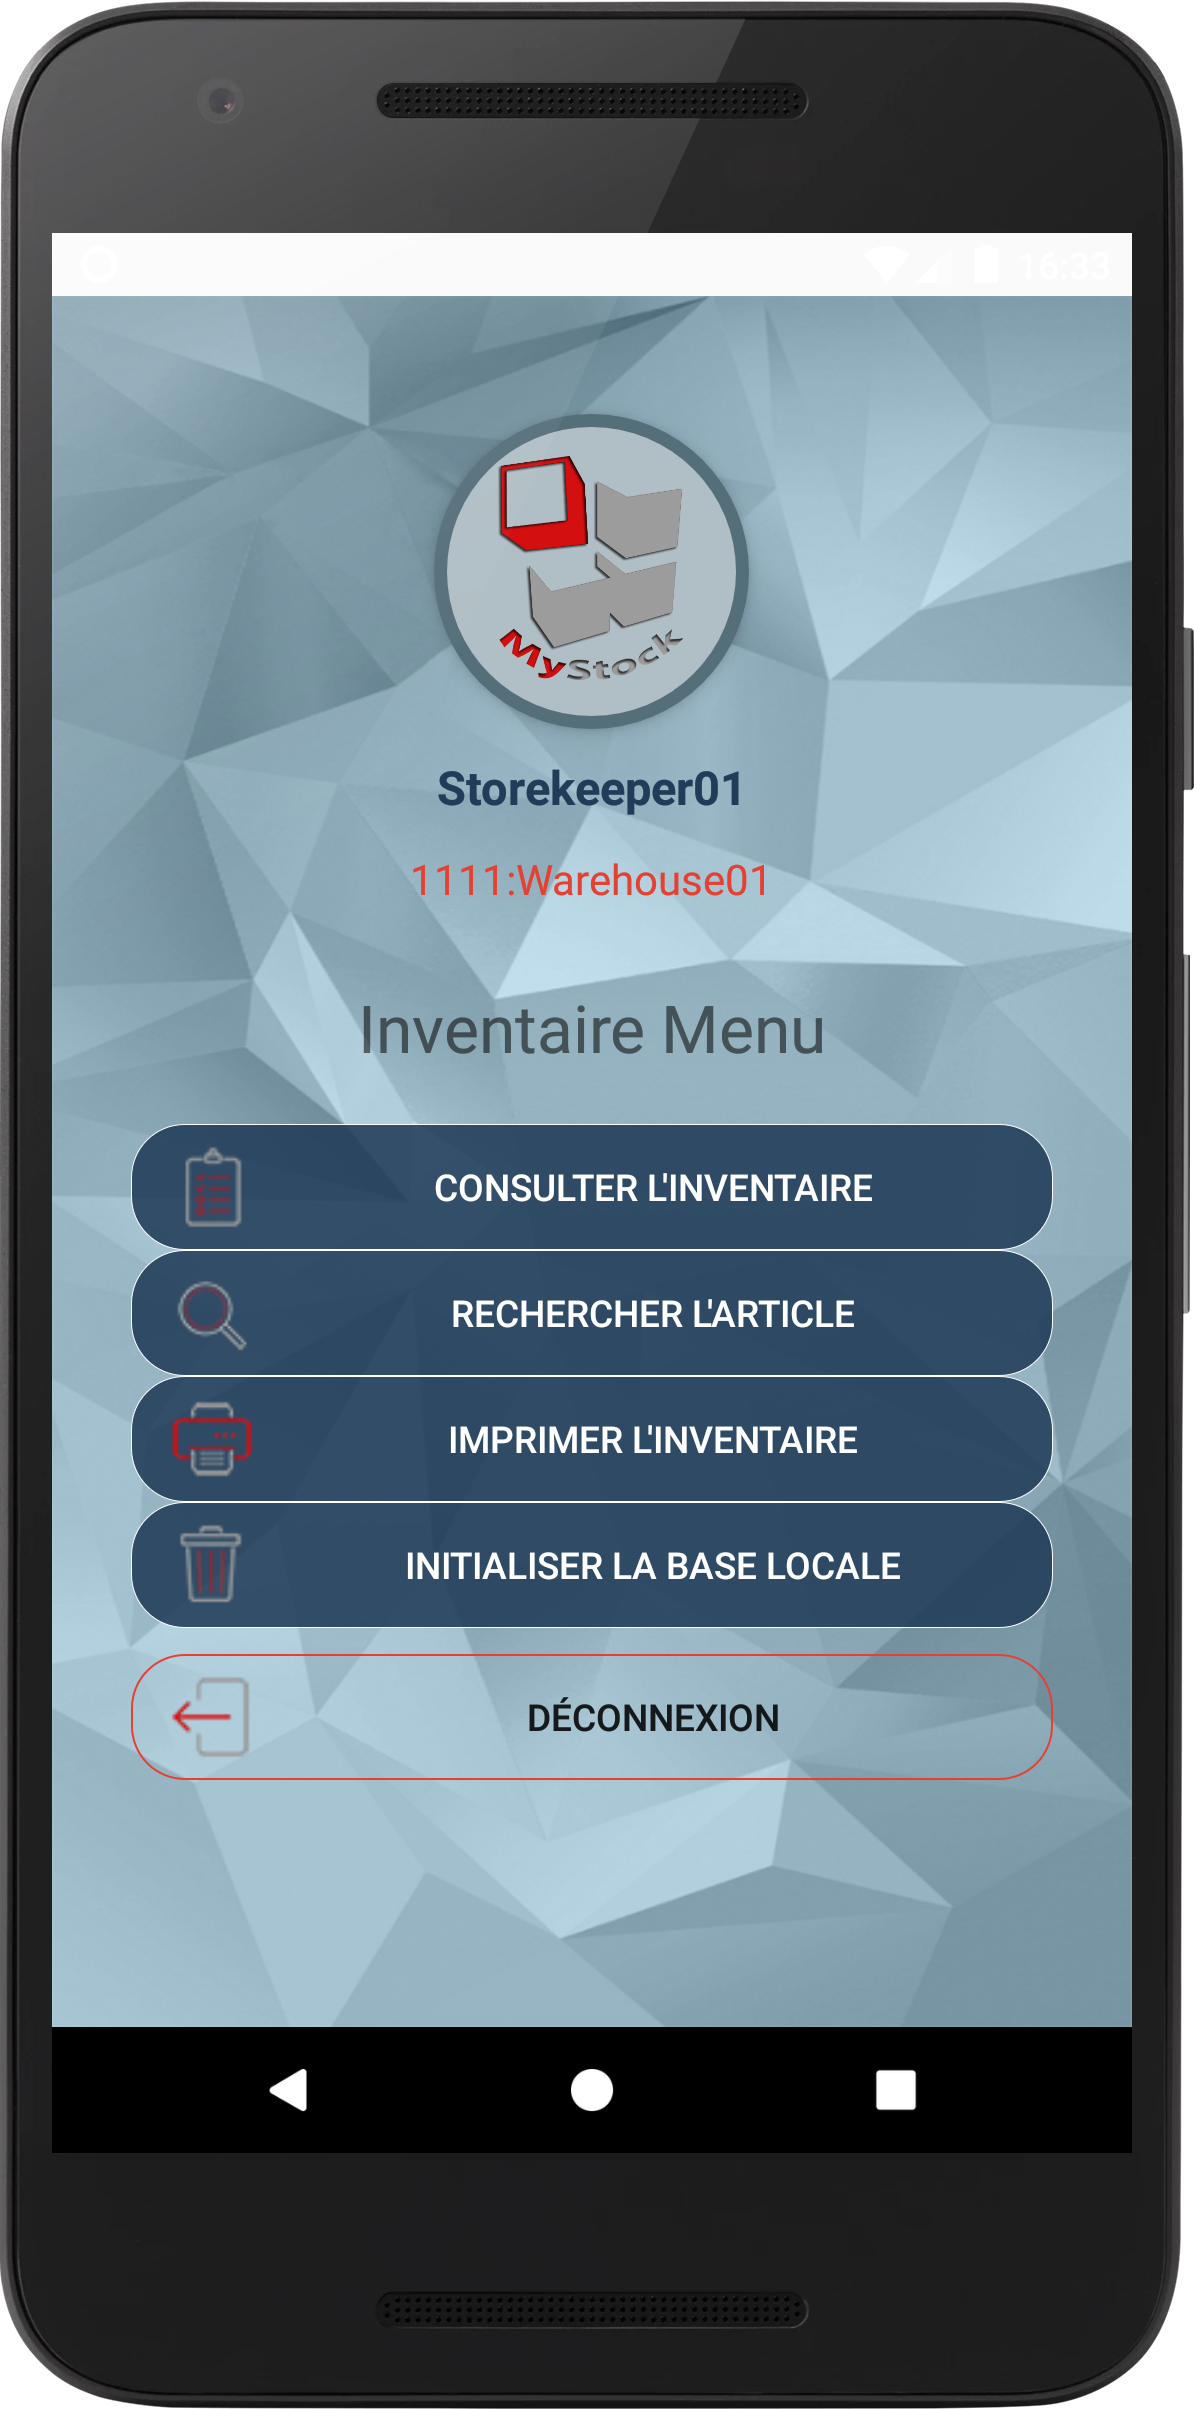 16:33
MyStock
Storekeeper01
1111:Warehouse01
Inventaire Menu
CONSULTER L'INVENTAIRE
RECHERCHER L'ARTICLE
IMPRIMER L'INVENTAIRE
INITIALISER LA BASE LOCALE
DÉCONNEXION